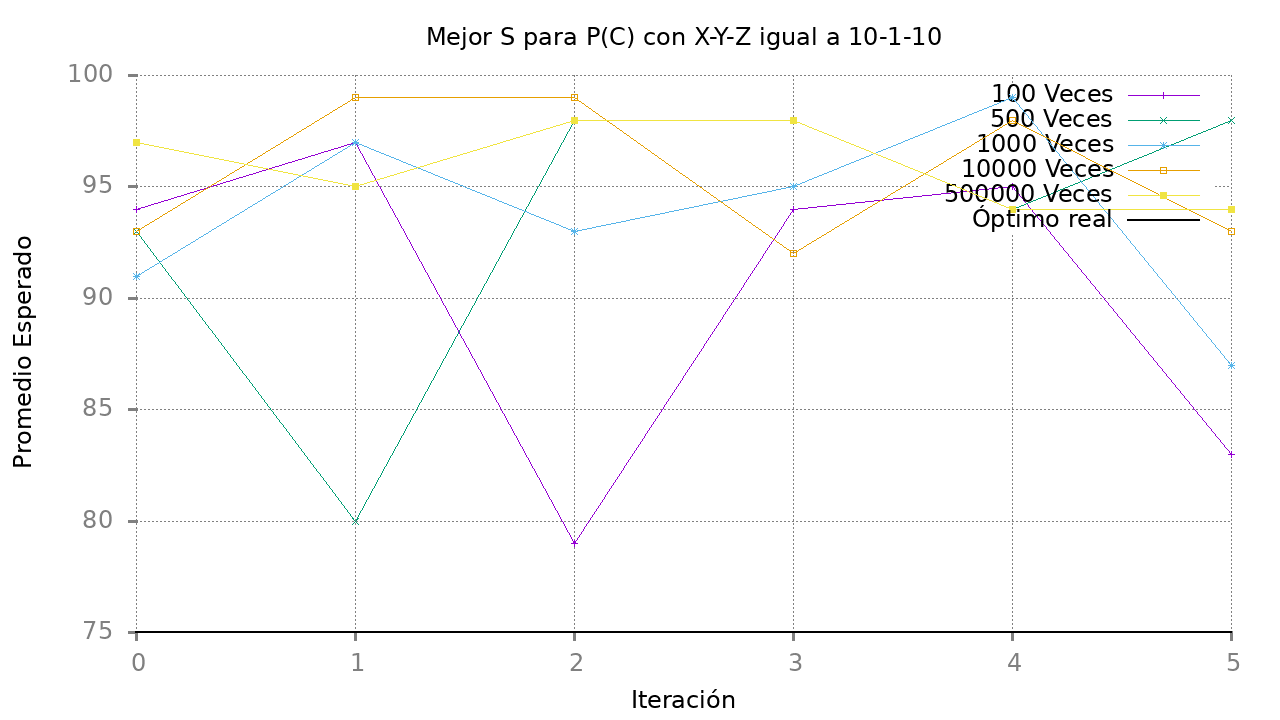 Mejor S para P(C) con X-Y-Z igual a 10-1-10
100
95
90
85
80
75
Promedio Esperado
100 Veces
500 Veces
1000 Veces
10000 Veces
500000 Veces
Óptimo real
0 1 2 3 4 5
Iteración